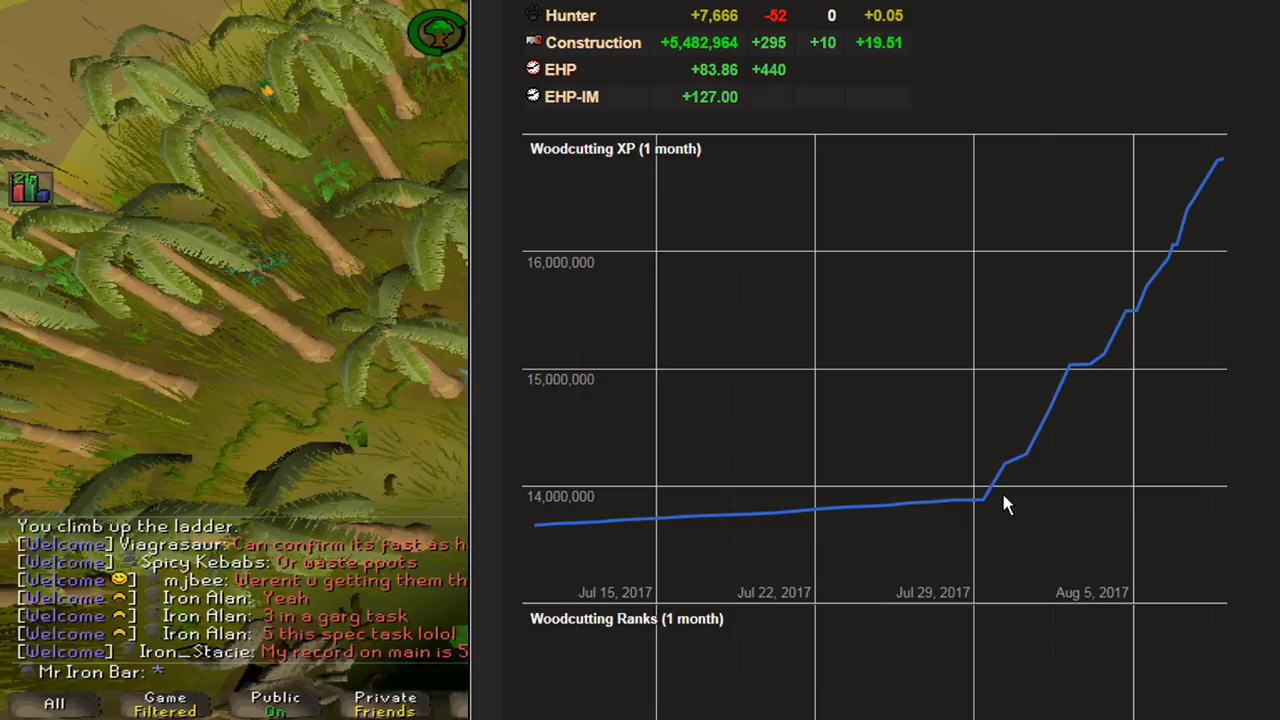 Hunter +7,666 -52 0 +0.05
Construction +5,482,964 +295 +10 +19.51
EHP +83.86 +440
EHP-IM +127.00
Woodcutting XP (1 month)
16,000,000
15,000,000
14,000,000
Jul 15, 2017 Jul 22, 2017 Jul 29, 2017 Aug 5, 2017
Woodcutting Ranks (1 month)
You climb up the ladder.
[Welcome] Viagrasaur: Can confirm its fast as h
[Welcome] Spicy Kebabs: Or waste ppots
[Welcome] mjbee: Werent u getting them th
[Welcome] Iron Alan: Yeah
[Welcome] Iron Alan: 3 in a garg task
[Welcome] Iron Alan: 5 this spec task lolol
[Welcome] Iron_Stacie: My record on main is 5
Mr Iron Bar: *
All Game Filtered Public On Private Friends